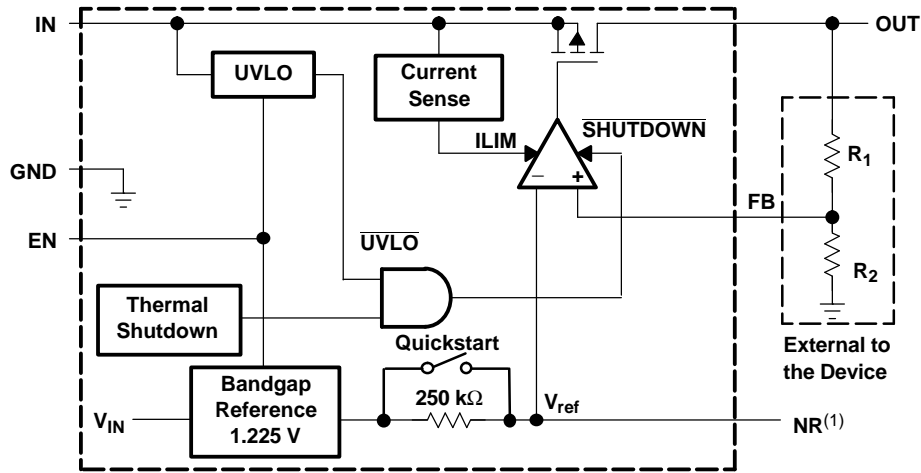 IN
OUT
UVLO
Current
Sense
SHUTDOWN
ILIM
R1
GND
– +
FB
EN
UVLO
R2
Thermal
Shutdown
Quickstart
External to
the Device
Bandgap
Reference
1.225 V
250 kΩ
Vref
VIN
NR(1)